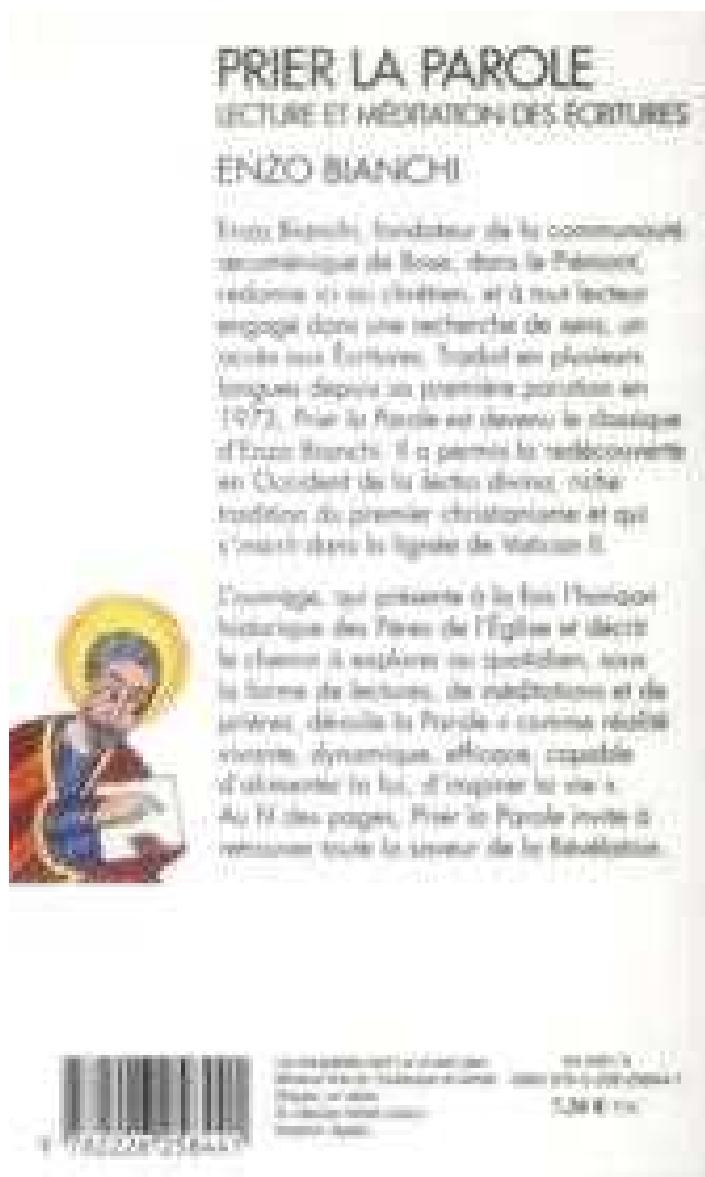 PRIER LA PAROLE
LECTURE ET MÉDITATION DES ÉCRITURES
ENZO BIANCHI
Enzo Bianchi, fondateur de la communauté
œcuménique de Bose, dans le Piémont,
redonne ici au chrétien, et à tout lecteur
engagé dans une recherche de sens, un
accès aux Écritures. Traduit en plusieurs
langues depuis sa première parution en
Prier la Parole est devenu le classique
d'Enzo Bianchi. Il a permis la redécouverte
en Occident de la lectio divina, riche
tradition du premier christianisme et qui
s'inscrit dans la lignée de Vatican II.
L'ouvrage, qui présente à la fois l'horizon
historique des Pères de l'Église et décrit
le chemin à explorer au quotidien, sous
la forme de lectures, de méditations et de
prières, dévoile la Parole « comme réalité
vivante, dynamique, efficace, capable
d'alimenter la foi, d'inspirer la vie ».
Au fil des pages, Prier la Parole invite à
retrouver toute la saveur de la Révélation.